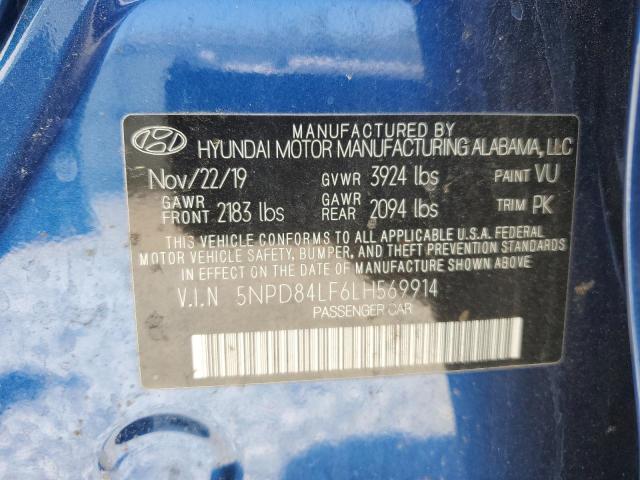 MANUFACTURED BY
HYUNDAI MOTOR MANUFACTURING ALABAMA, LLC
Nov/22/19 GVWR 3924 lbs PAINT VU
GAWR FRONT 2183 lbs GAWR REAR 2094 lbs TRIM PK
THIS VEHICLE CONFORMS TO ALL APPLICABLE U.S.A. FEDERAL
MOTOR VEHICLE SAFETY, BUMPER, AND THEFT PREVENTION STANDARDS
IN EFFECT ON THE DATE OF MANUFACTURE SHOWN ABOVE.
V.I.N 5NPD84LF6LH569914
PASSENGER CAR